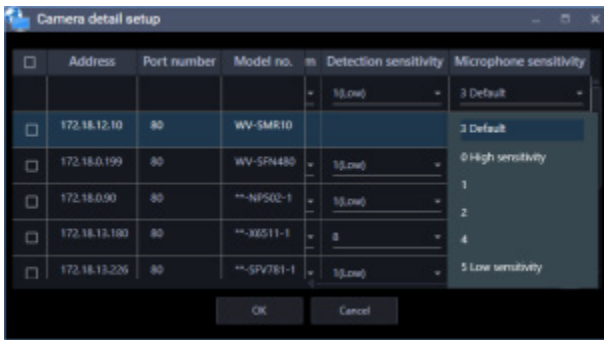 Camera detail setup
Address Port number Model no. m Detection sensitivity Microphone sensitivity
1(Low) 3 Default
172.18.12.10 80 WV-SMR10 3 Default
172.18.0.199 80 WV-SFN480 1(Low) 0 High sensitivity
172.18.0.90 80 **-NPS02-1 1(Low) 1
2
172.18.13.180 80 **-X6511-1 8 4
172.18.13.226 80 **-SFV781-1 1(Low) 5 Low sensitivity
OK Cancel